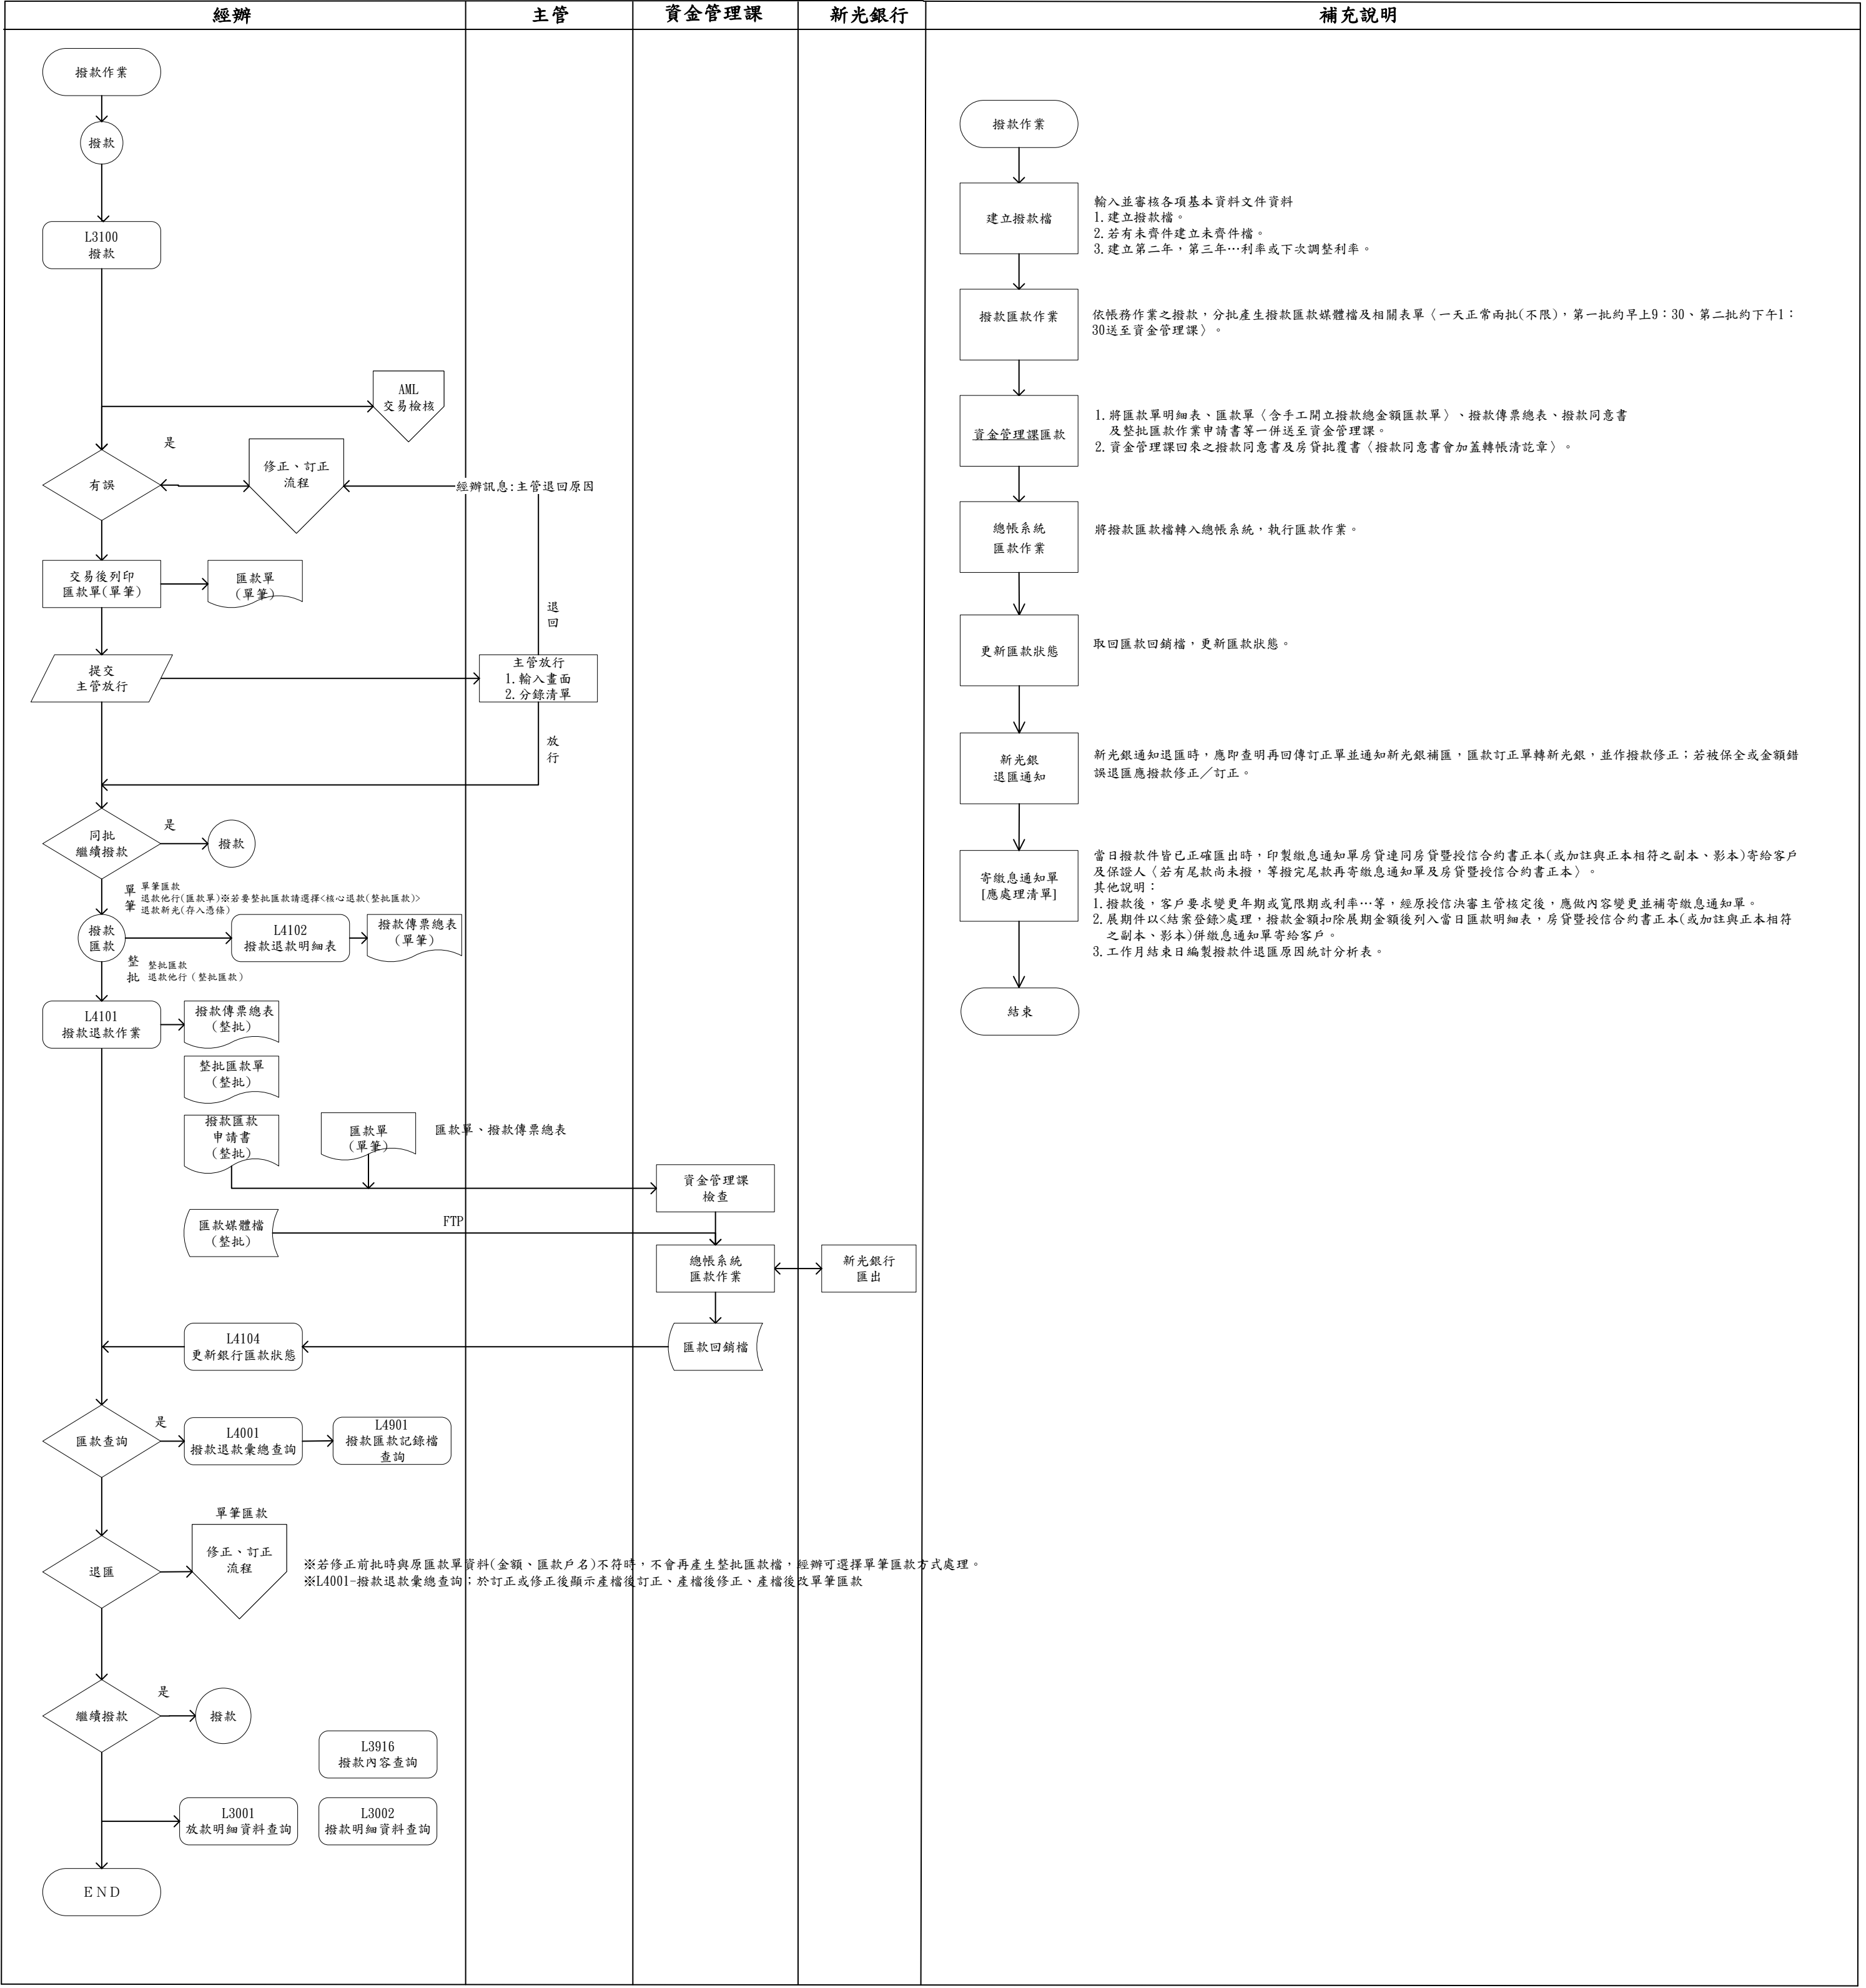 經辦
主管
資金管理課
新光銀行
補充說明
撥款作業
撥款
L3100
撥款
AML
交易檢核
是
有誤
修正、訂正
流程
經辦訊息:主管退回原因
交易後列印
匯款單(單筆)
匯款單
(單筆)
退
回
提交
主管放行
主管放行
1.輸入畫面
2.分錄清單
放
行
同批
繼續撥款
是
撥款
單
筆
單筆匯款
退款他行(匯款單)※若要整批匯款請選擇<核心退款(整批匯款)>
退款新光(存入憑條)
撥款
匯款
L4102
撥款退款明細表
撥款傳票總表
(單筆)
整
批
整批匯款
退款他行(整批匯款)
L4101
撥款退款作業
撥款傳票總表
(整批)
整批匯款單
(整批)
撥款匯款
申請書
(整批)
匯款單
(單筆)
匯款單、撥款傳票總表
資金管理課
檢查
匯款媒體檔
(整批)
FTP
總帳系統
匯款作業
新光銀行
匯出
L4104
更新銀行匯款狀態
匯款回銷檔
匯款查詢
是
L4001
撥款退款彙總查詢
L4901
撥款匯款記錄檔
查詢
單筆匯款
退匯
修正、訂正
流程
※若修正前批時與原匯款單資料(金額、匯款戶名)不符時，不會再產生整批匯款檔，經辦可選擇單筆匯款方式處理。
※L4001-撥款退款彙總查詢；於訂正或修正後顯示產檔後訂正、產檔後修正、產檔後改單筆匯款
繼續撥款
是
撥款
L3916
撥款內容查詢
L3001
放款明細資料查詢
L3002
撥款明細資料查詢
END
撥款作業
建立撥款檔
輸入並審核各項基本資料文件資料
1.建立撥款檔。
2.若有未齊件建立未齊件檔。
3.建立第二年，第三年…利率或下次調整利率。
撥款匯款作業
依帳務作業之撥款，分批產生撥款匯款媒體檔及相關表單〈一天正常兩批(不限)，第一批約早上9：30、第二批約下午1：
30送至資金管理課〉。
資金管理課匯款
1.將匯款單明細表、匯款單〈含手工開立撥款總金額匯款單〉、撥款傳票總表、撥款同意書
及整批匯款作業申請書等一併送至資金管理課。
2.資金管理課回來之撥款同意書及房貸批覆書〈撥款同意書會加蓋轉帳清訖章〉。
總帳系統
匯款作業
將撥款匯款檔轉入總帳系統，執行匯款作業。
更新匯款狀態
取回匯款回銷檔，更新匯款狀態。
新光銀
退匯通知
新光銀通知退匯時，應即查明再回傳訂正單並通知新光銀補匯，匯款訂正單轉新光銀，並作撥款修正；若被保全或金額錯
誤退匯應撥款修正／訂正。
寄繳息通知單
[應處理清單]
當日撥款件皆已正確匯出時，印製繳息通知單房貸連同房貸暨授信合約書正本(或加註與正本相符之副本、影本)寄給客戶
及保證人〈若有尾款尚未撥，等撥完尾款再寄繳息通知單及房貸暨授信合約書正本〉。
其他說明：
1.撥款後，客戶要求變更年期或寬限期或利率…等，經原授信決審主管核定後，應做內容變更並補寄繳息通知單。
2.展期件以<結案登錄>處理，撥款金額扣除展期金額後列入當日匯款明細表，房貸暨授信合約書正本(或加註與正本相符
之副本、影本)併繳息通知單寄給客戶。
3.工作月結束日編製撥款件退匯原因統計分析表。
結束